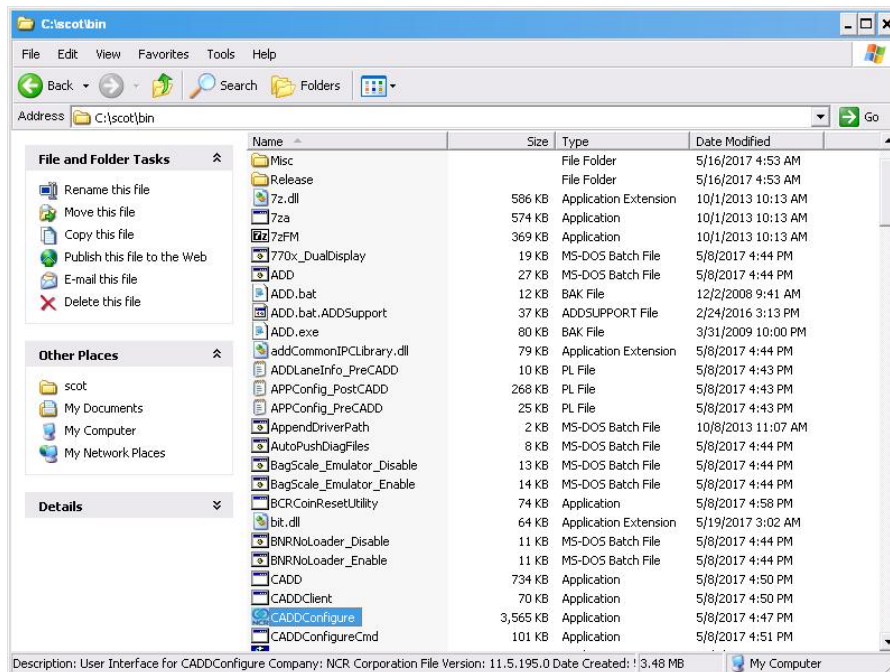 C:\scot\bin
File Edit View Favorites Tools Help
Back Search Folders
Address C:\scot\bin Go
File and Folder Tasks
Rename this file
Move this file
Copy this file
Publish this file to the Web
E-mail this file
Delete this file
Other Places
scot
My Documents
My Computer
My Network Places
Details
Name Size Type Date Modified
Misc File Folder 5/16/2017 4:53 AM
Release File Folder 5/16/2017 4:53 AM
7z.dll 586 KB Application Extension 10/1/2013 10:13 AM
7za 574 KB Application 10/1/2013 10:13 AM
7zFM 369 KB Application 10/1/2013 10:13 AM
770x_DualDisplay 19 KB MS-DOS Batch File 5/8/2017 4:44 PM
ADD 27 KB MS-DOS Batch File 5/8/2017 4:44 PM
ADD.bat 12 KB BAK File 12/2/2008 9:41 AM
ADD.bat.ADDSupport 37 KB ADDSUPPORT File 2/24/2016 3:13 PM
ADD.exe 80 KB BAK File 3/31/2009 10:00 PM
addCommonIPCLibrary.dll 79 KB Application Extension 5/8/2017 4:44 PM
ADDLaneInfo_PreCADD 10 KB PL File 5/8/2017 4:43 PM
APPConfig_PostCADD 268 KB PL File 5/8/2017 4:43 PM
APPConfig_PreCADD 25 KB PL File 5/8/2017 4:43 PM
AppendDriverPath 2 KB MS-DOS Batch File 10/8/2013 11:07 AM
AutoPushDiagFiles 8 KB MS-DOS Batch File 5/8/2017 4:44 PM
BagScale_Emulator_Disable 13 KB MS-DOS Batch File 5/8/2017 4:44 PM
BagScale_Emulator_Enable 14 KB MS-DOS Batch File 5/8/2017 4:44 PM
BCRCoinResetUtility 74 KB Application 5/8/2017 4:58 PM
bit.dll 64 KB Application Extension 5/19/2017 3:02 AM
BNRNoLoader_Disable 11 KB MS-DOS Batch File 5/8/2017 4:44 PM
BNRNoLoader_Enable 11 KB MS-DOS Batch File 5/8/2017 4:44 PM
CADD 734 KB Application 5/8/2017 4:50 PM
CADDClient 70 KB Application 5/8/2017 4:50 PM
CADDConfigure 3,565 KB Application 5/8/2017 4:47 PM
CADDConfigureCmd 101 KB Application 5/8/2017 4:51 PM
Description: User Interface for CADDConfigure Company: NCR Corporation File Version: 11.5.195.0 Date Created: 3.48 MB My Computer